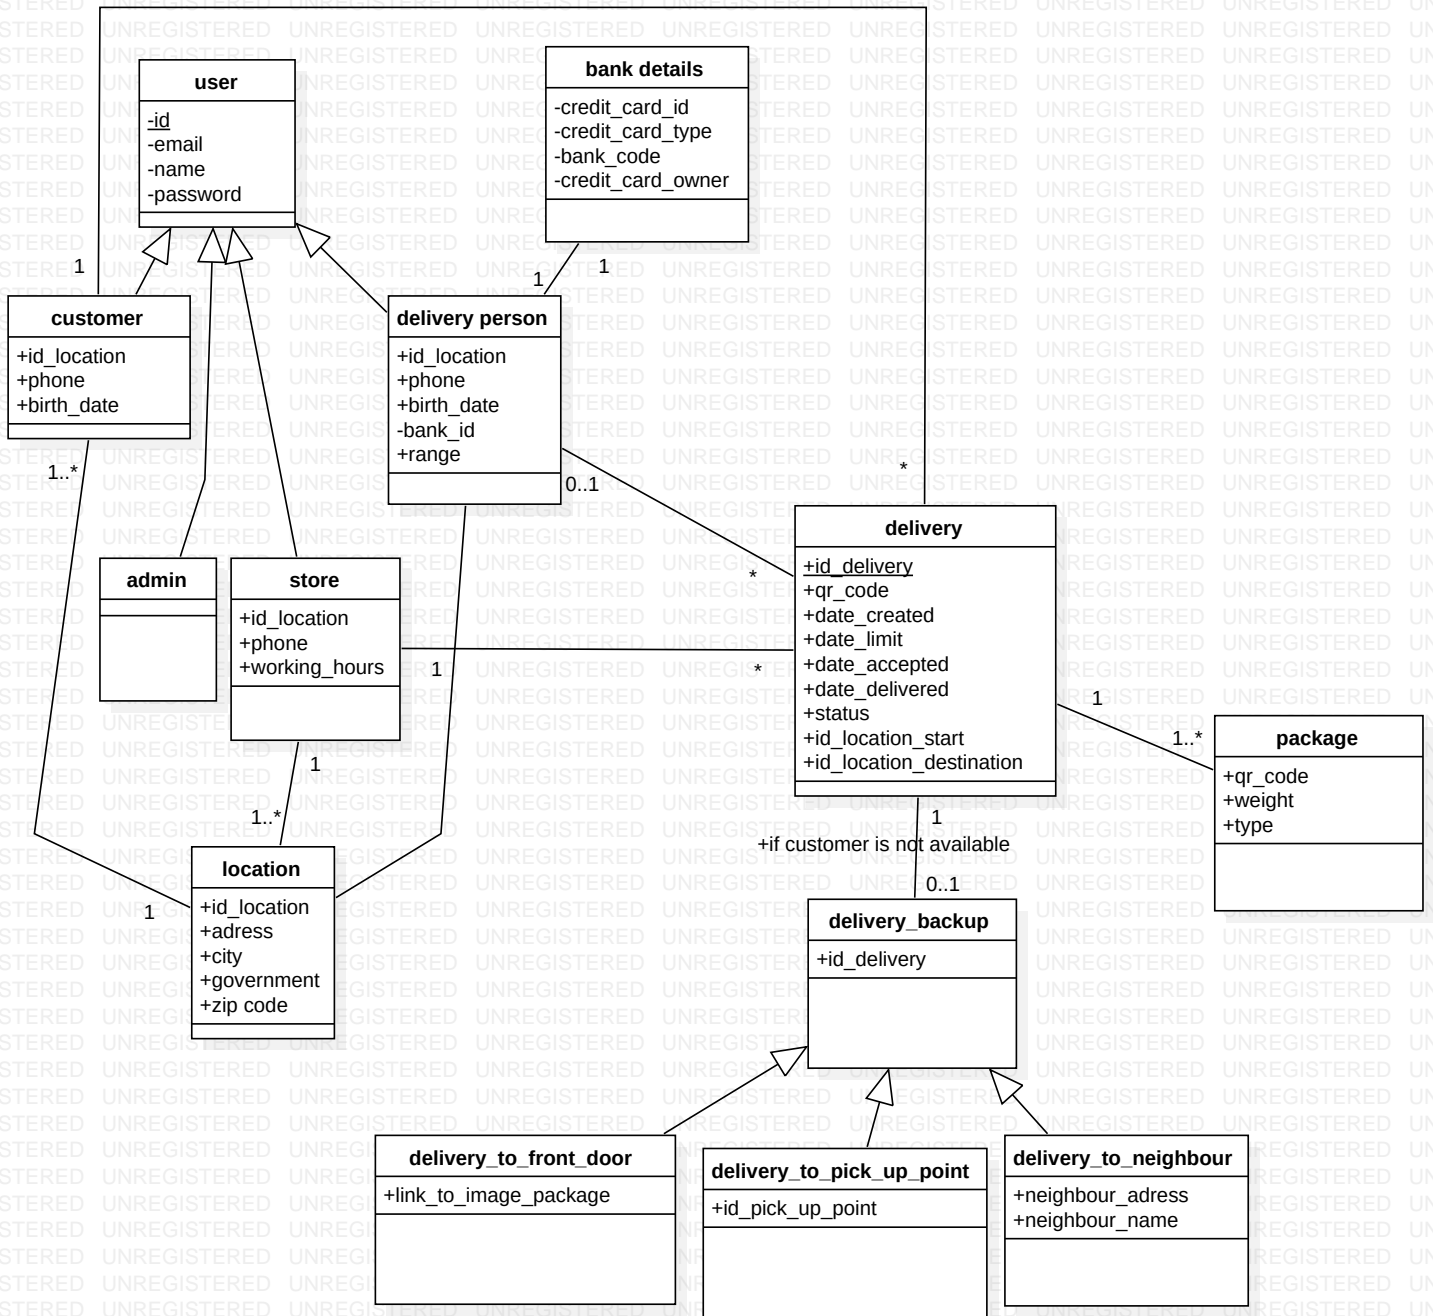 user
-id
-email
-name
-password
bank details
-credit_card_id
-credit_card_type
-bank_code
-credit_card_owner
1
1
1
customer
+id_location
+phone
+birth_date
delivery person
+id_location
+phone
+birth_date
-bank_id
+range
1..*
0..1
*
*
admin
store
+id_location
+phone
+working_hours
1
*
delivery
+id_delivery
+qr_code
+date_created
+date_limit
+date_accepted
+date_delivered
+status
+id_location_start
+id_location_destination
1
1..*
package
+qr_code
+weight
+type
1
1..*
1
location
+id_location
+adress
+city
+government
+zip code
1
+if customer is not available
0..1
delivery_backup
+id_delivery
delivery_to_front_door
+link_to_image_package
delivery_to_pick_up_point
+id_pick_up_point
delivery_to_neighbour
+neighbour_adress
+neighbour_name
UNREGISTERED